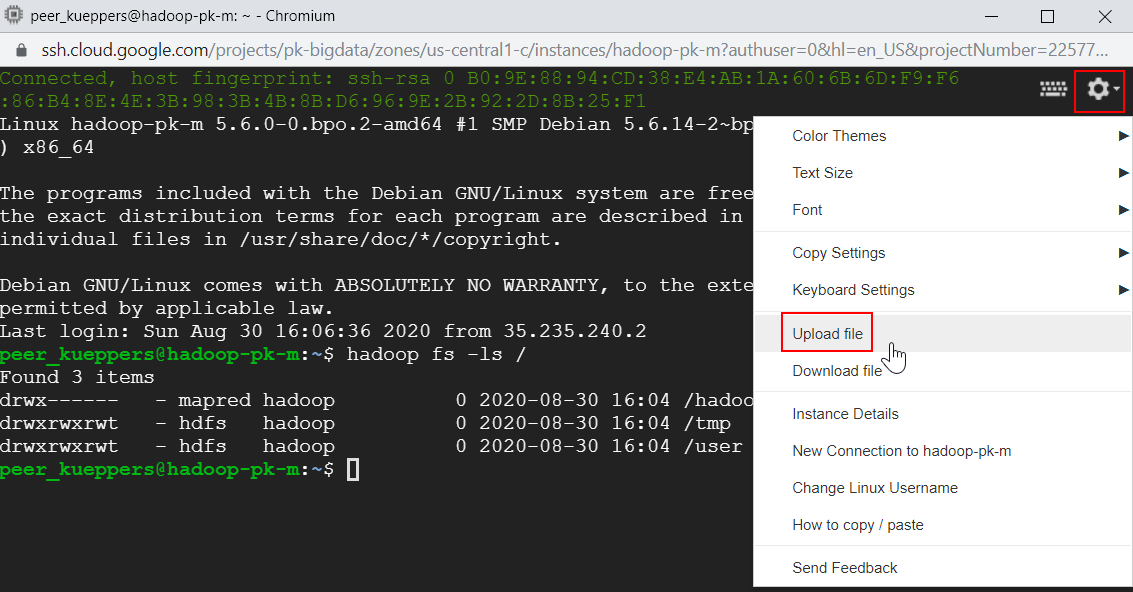 peer_kueppers@hadoop-pk-m: ~ - Chromium
ssh.cloud.google.com/projects/pk-bigdata/zones/us-central1-c/instances/hadoop-pk-m?authuser=0&hl=en_US&projectNumber=22577...
Connected, host fingerprint: ssh-rsa 0 B0:9E:88:94:CD:38:E4:AB:1A:60:6B:6D:F9:F6
:86:B4:8E:4E:3B:98:3B:4B:8B:D6:96:9E:2B:92:2D:8B:25:F1
Linux hadoop-pk-m 5.6.0-0.bpo.2-amd64 #1 SMP Debian 5.6.14-2~bp
) x86_64
The programs included with the Debian GNU/Linux system are free
the exact distribution terms for each program are described in
individual files in /usr/share/doc/*/copyright.
Debian GNU/Linux comes with ABSOLUTELY NO WARRANTY, to the exte
permitted by applicable law.
Last login: Sun Aug 30 16:06:36 2020 from 35.235.240.2
peer_kueppers@hadoop-pk-m:~$ hadoop fs -ls /
Found 3 items
drwx------   - mapred hadoop          0 2020-08-30 16:04 /hadoo
drwxrwxrwt   - hdfs   hadoop          0 2020-08-30 16:04 /tmp
drwxrwxrwt   - hdfs   hadoop          0 2020-08-30 16:04 /user
peer_kueppers@hadoop-pk-m:~$
Color Themes
Text Size
Font
Copy Settings
Keyboard Settings
Upload file
Download file
Instance Details
New Connection to hadoop-pk-m
Change Linux Username
How to copy / paste
Send Feedback